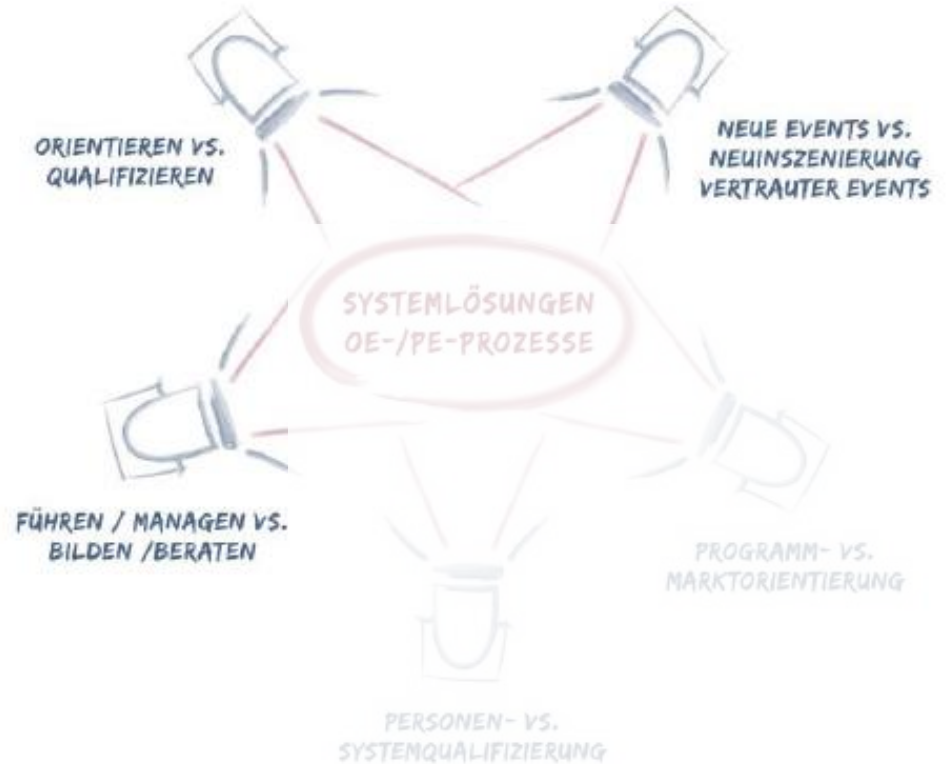 ORIENTIEREN VS.
QUALIFIZIEREN
NEUE EVENTS VS.
NEUINSZENIERUNG
VERTRAUTER EVENTS
SYSTEMLÖSUNGEN
OE-/PE-PROZESSE
FÜHREN / MANAGEN VS.
BILDEN /BERATEN
PROGRAMM- VS.
MARKTORIENTIERUNG
PERSONEN- VS.
SYSTEMQUALIFIZIERUNG